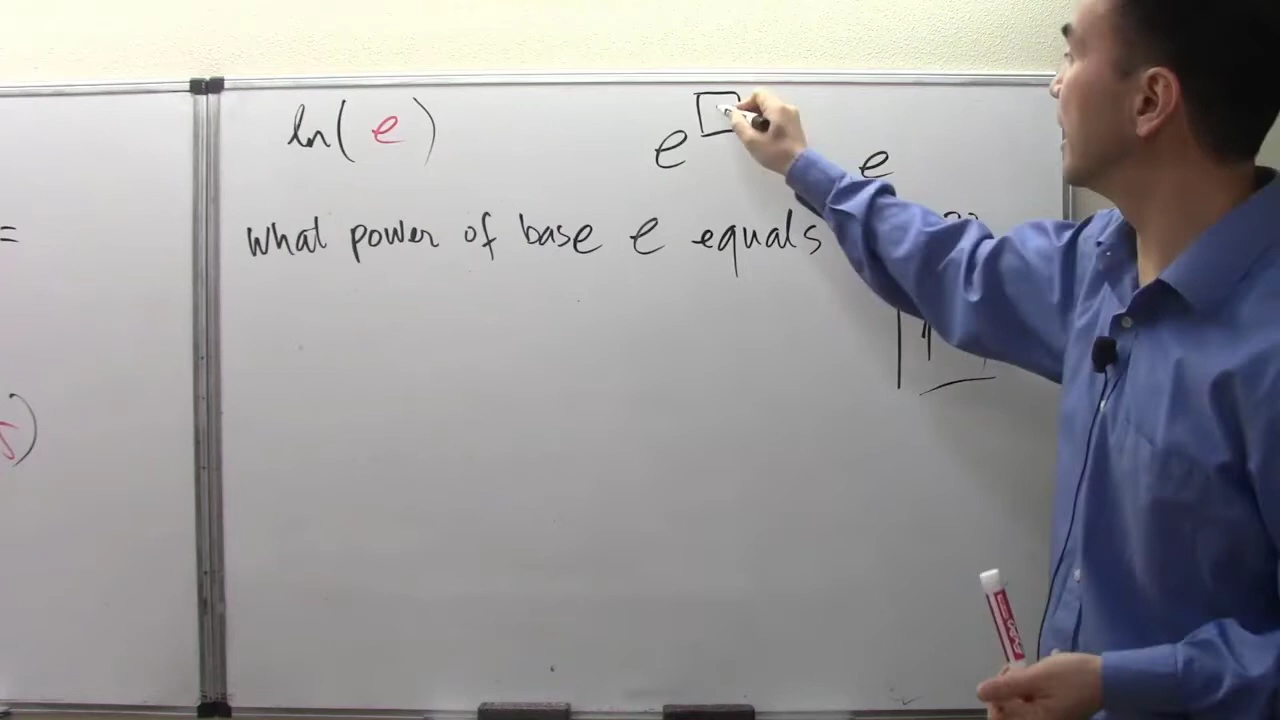 =
s)
ln(e) e□ e
what power of base e equals